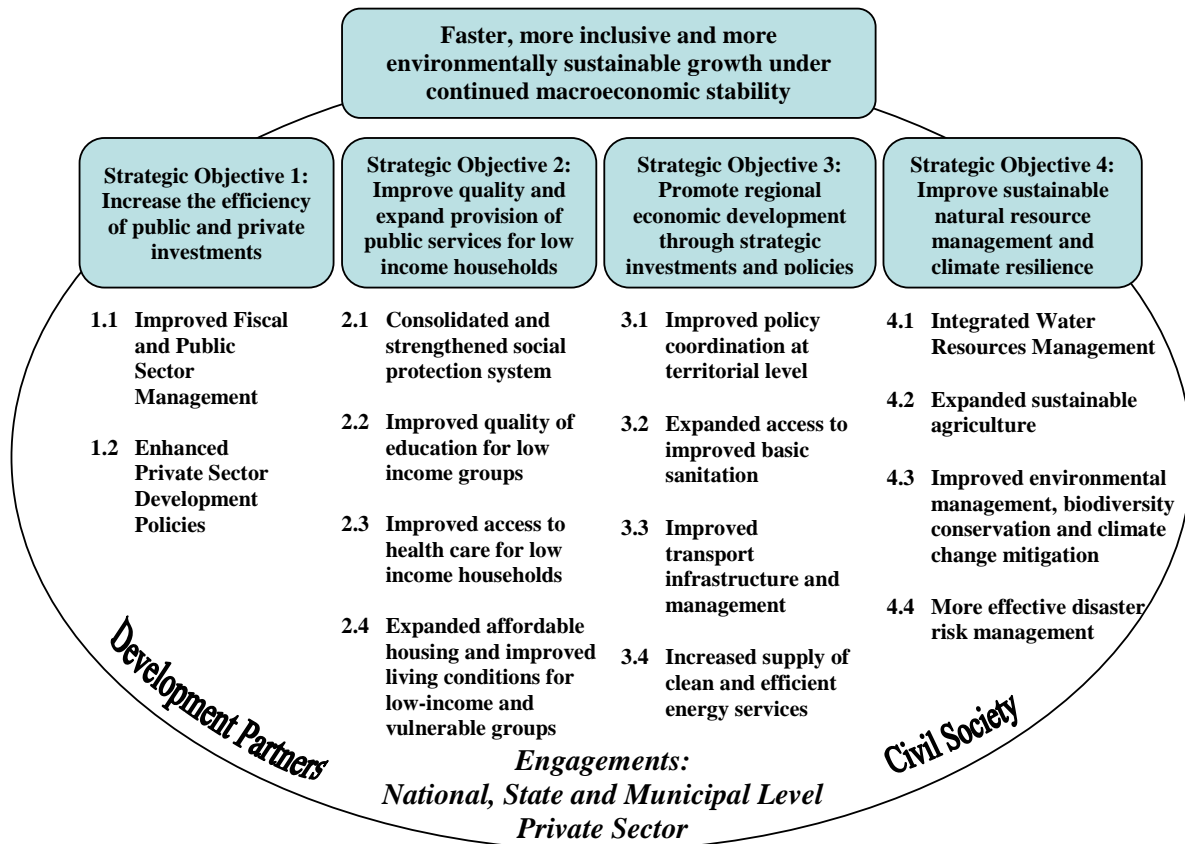 Faster, more inclusive and more
environmentally sustainable growth under
continued macroeconomic stability
Strategic Objective 1:
Increase the efficiency
of public and private
investments
Strategic Objective 2:
Improve quality and
expand provision of
public services for low
income households
Strategic Objective 3:
Promote regional
economic development
through strategic
investments and policies
Strategic Objective 4:
Improve sustainable
natural resource
management and
climate resilience
1.1 Improved Fiscal
and Public
Sector
Management
1.2 Enhanced
Private Sector
Development
Policies
2.1 Consolidated and
strengthened social
protection system
2.2 Improved quality of
education for low
income groups
2.3 Improved access to
health care for low
income households
2.4 Expanded affordable
housing and improved
living conditions for
low-income and
vulnerable groups
3.1 Improved policy
coordination at
territorial level
3.2 Expanded access to
improved basic
sanitation
3.3 Improved
transport
infrastructure and
management
3.4 Increased supply of
clean and efficient
energy services
4.1 Integrated Water
Resources Management
4.2 Expanded sustainable
agriculture
4.3 Improved environmental
management, biodiversity
conservation and climate
change mitigation
4.4 More effective disaster
risk management
Development Partners
Engagements:
National, State and Municipal Level
Private Sector
Civil Society